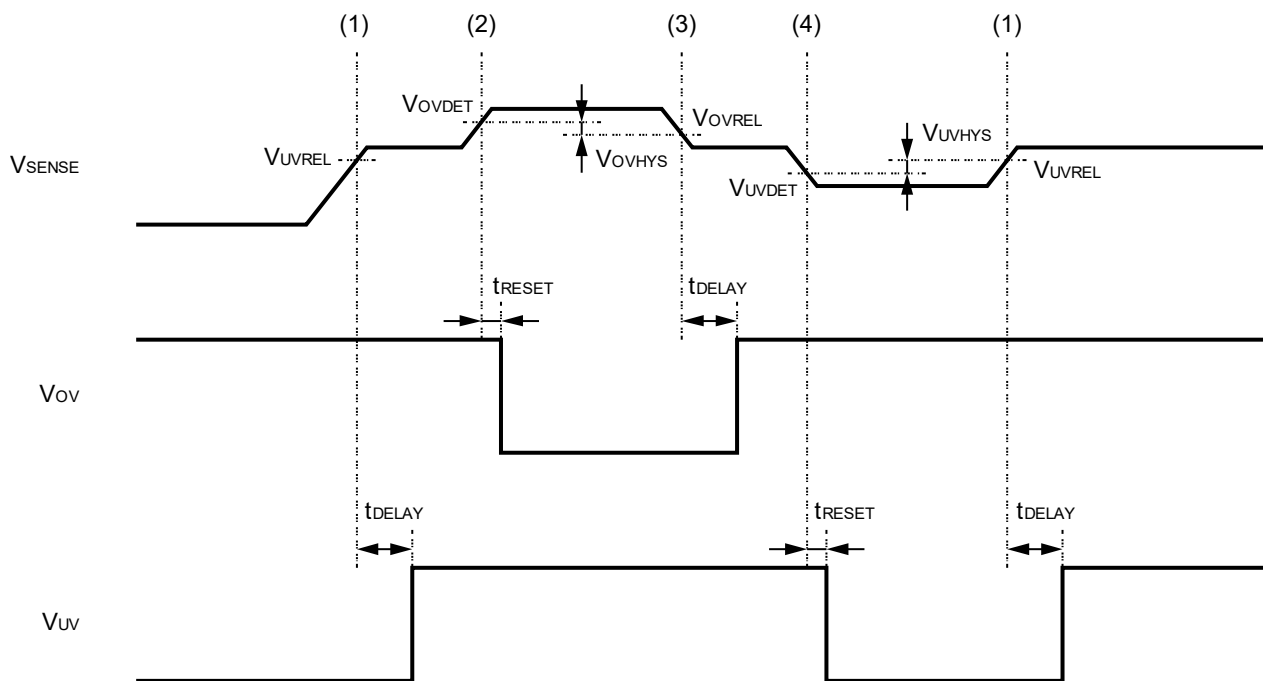 (1) (2) (3) (4) (1)
VOVDET VOVREL VUVHYS
VUVREL VOVHYS
VSENSE VUVDET VUVREL
tRESET tDELAY
VOV
tDELAY tRESET tDELAY
VUV